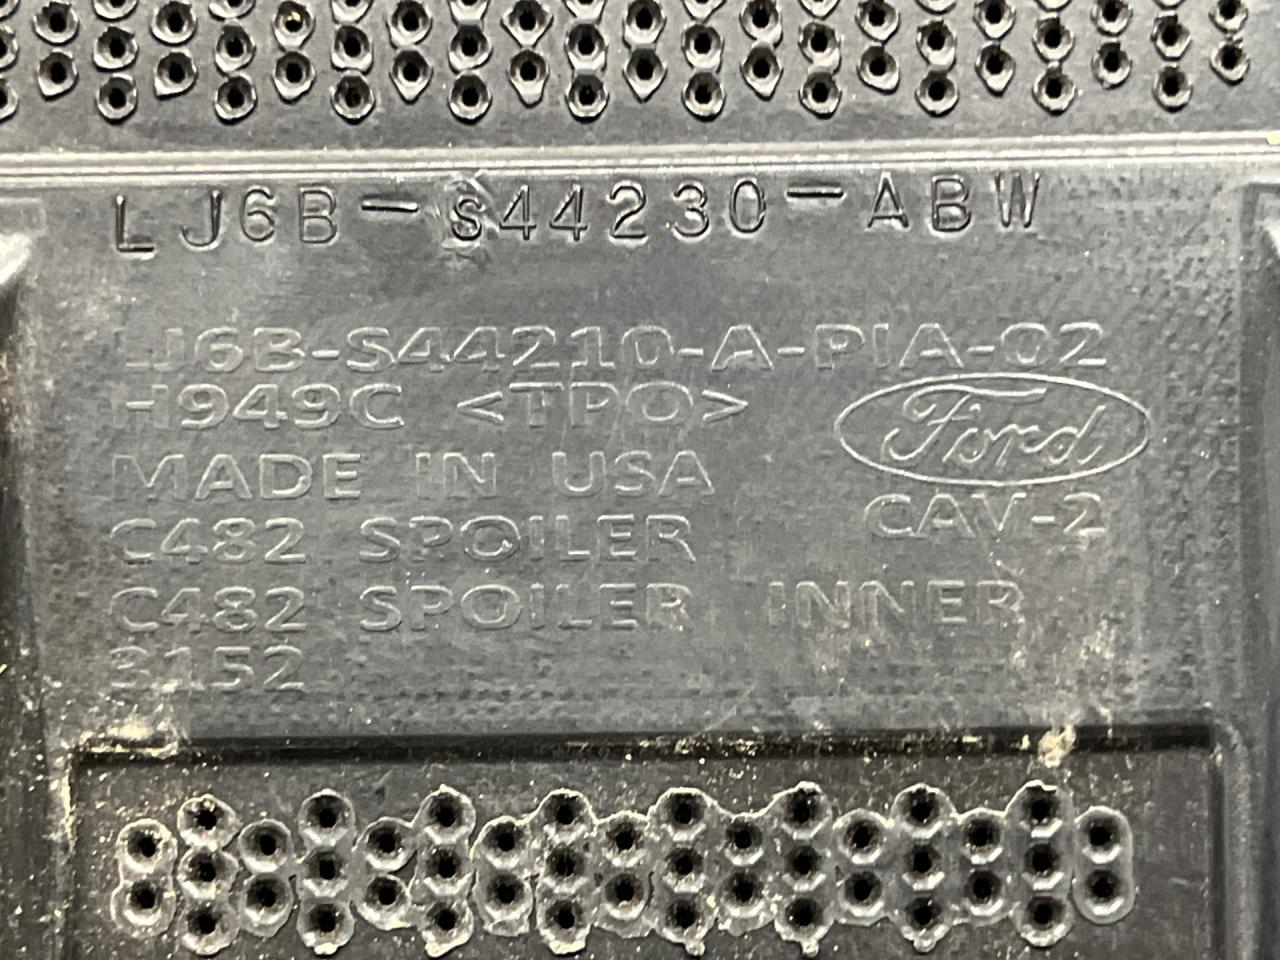 LJ6B-S44230-ABW
LJ6B-S44210-A-PIA-02
H949C <TPO>
Ford
MADE IN USA
CAV-2
C482 SPOILER
C482 SPOILER INNER
3152